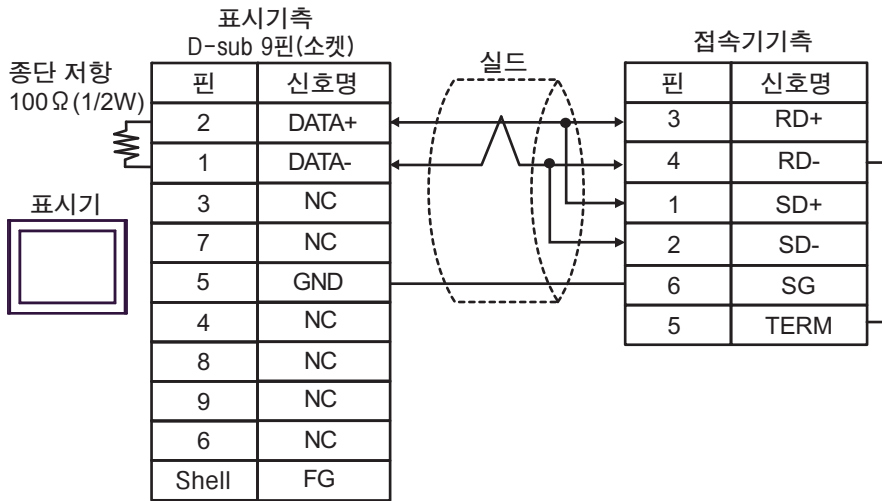 표시기측
D-sub 9핀(소켓)
종단 저항
100Ω(1/2W)
핀 신호명
2 DATA+
1 DATA-
3 NC
7 NC
5 GND
4 NC
8 NC
9 NC
6 NC
Shell FG
표시기
실드
접속기기측
핀 신호명
3 RD+
4 RD-
1 SD+
2 SD-
6 SG
5 TERM